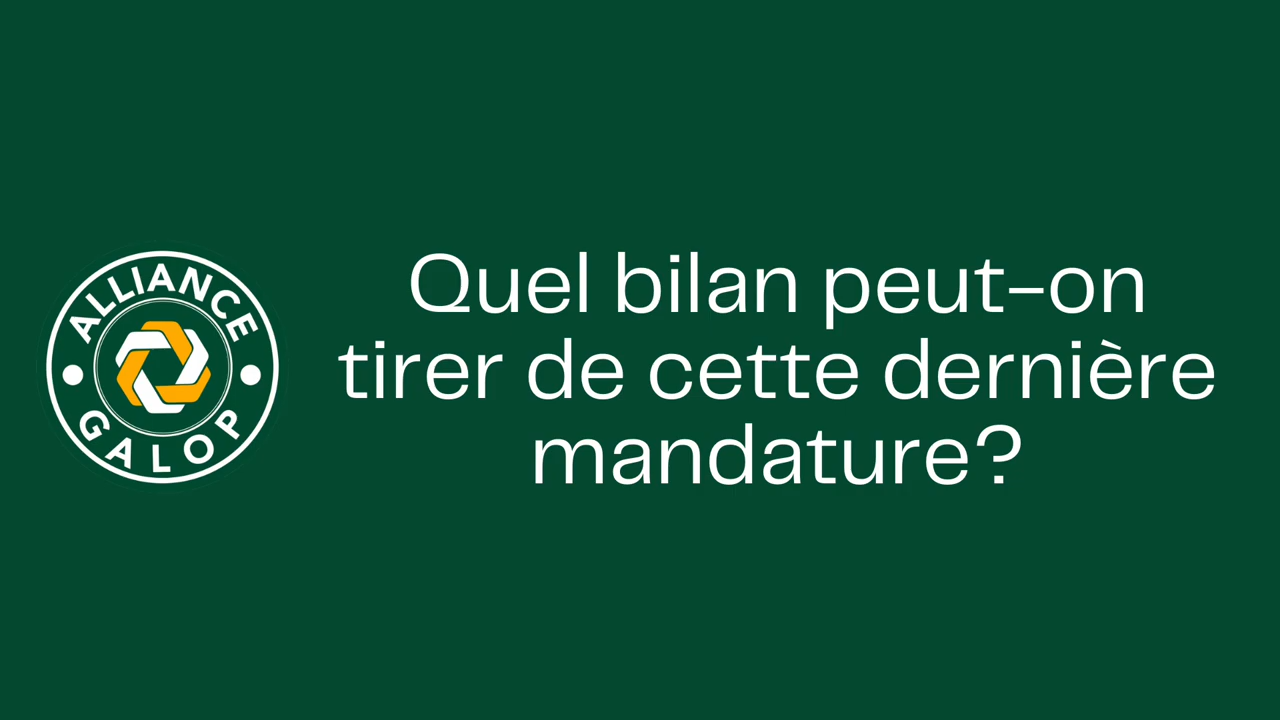 ALLIANCE
GALOP
Quel bilan peut-on
tirer de cette dernière
mandature?